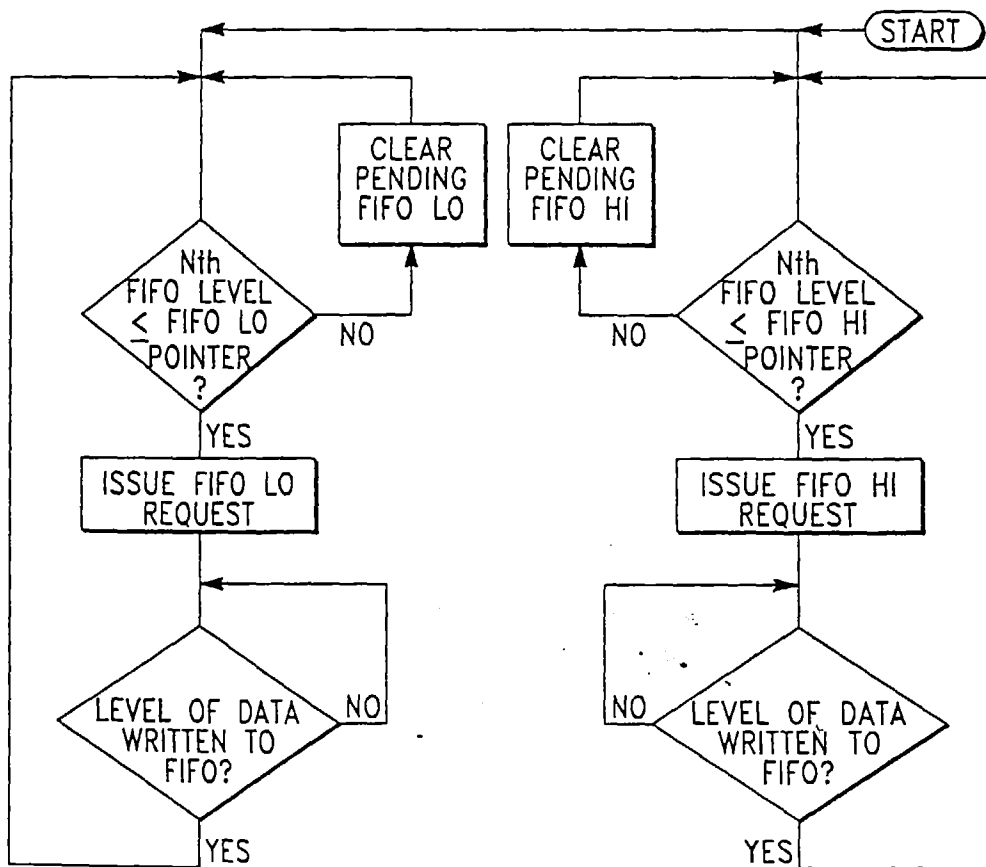 START
CLEAR
PENDING
FIFO LO
CLEAR
PENDING
FIFO HI
Nth
FIFO LEVEL
≤ FIFO LO
POINTER
?
NO
YES
Nth
FIFO LEVEL
≤ FIFO HI
POINTER
?
NO
YES
ISSUE FIFO LO
REQUEST
ISSUE FIFO HI
REQUEST
LEVEL OF DATA
WRITTEN TO
FIFO?
NO
YES
LEVEL OF DATA
WRITTEN TO
FIFO?
NO
YES